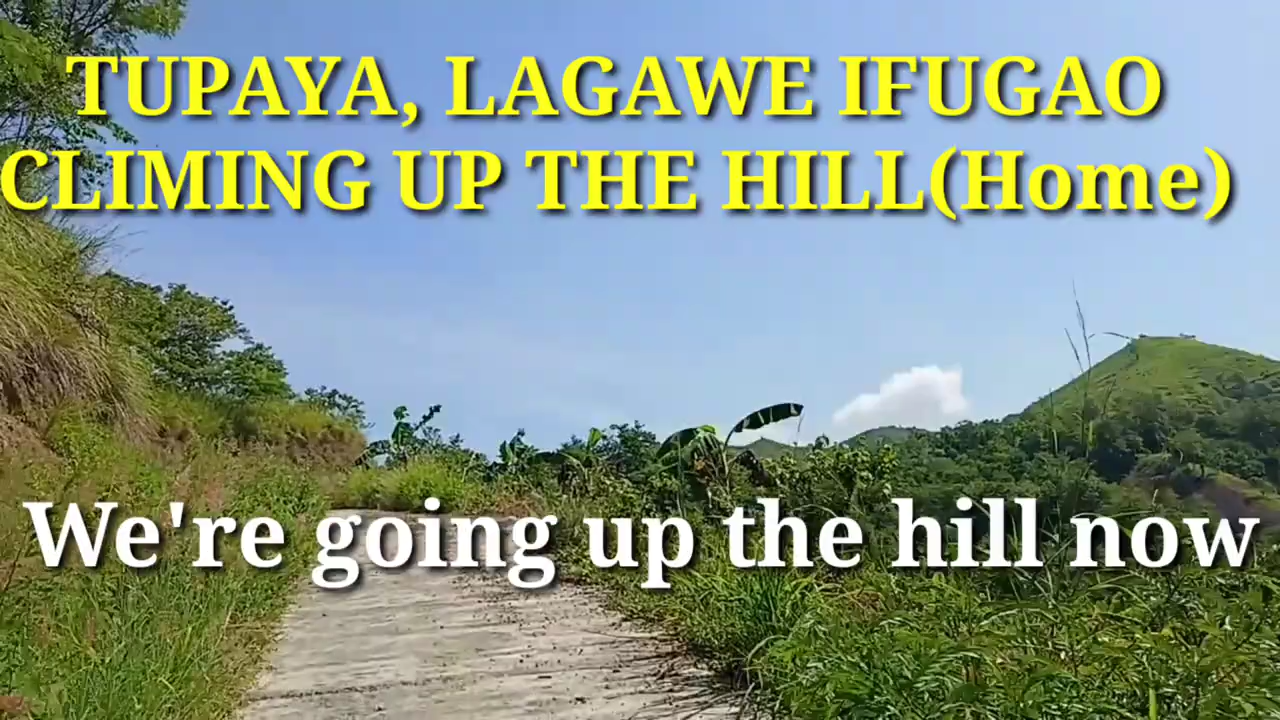 TUPAYA, LAGAWE IFUGAO
CLIMING UP THE HILL(Home)
We're going up the hill now